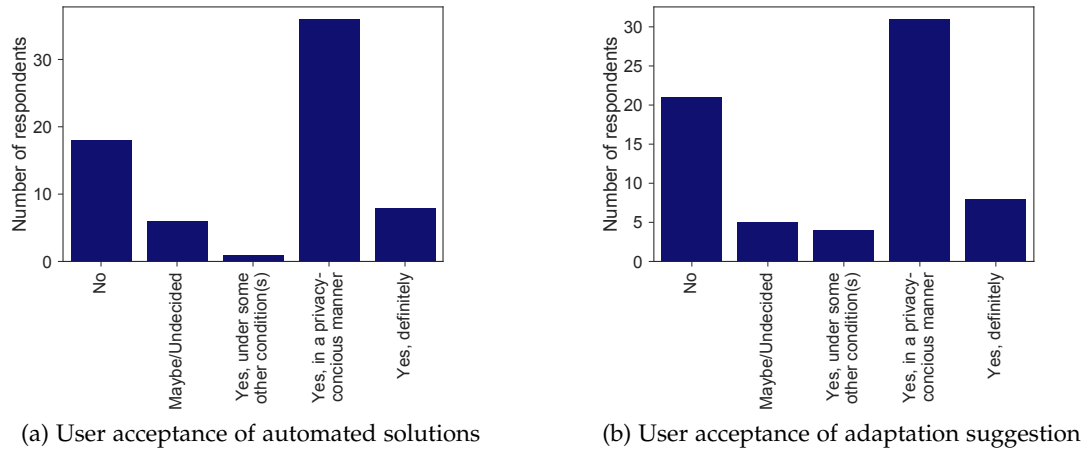 Number of respondents
30
20
10
0
No
Maybe/Undecided
Yes, under some
other condition(s)
Yes, in a privacy-
concious manner
Yes, definitely
(a) User acceptance of automated solutions
Number of respondents
30
25
20
15
10
5
0
No
Maybe/Undecided
Yes, under some
other condition(s)
Yes, in a privacy-
concious manner
Yes, definitely
(b) User acceptance of adaptation suggestion